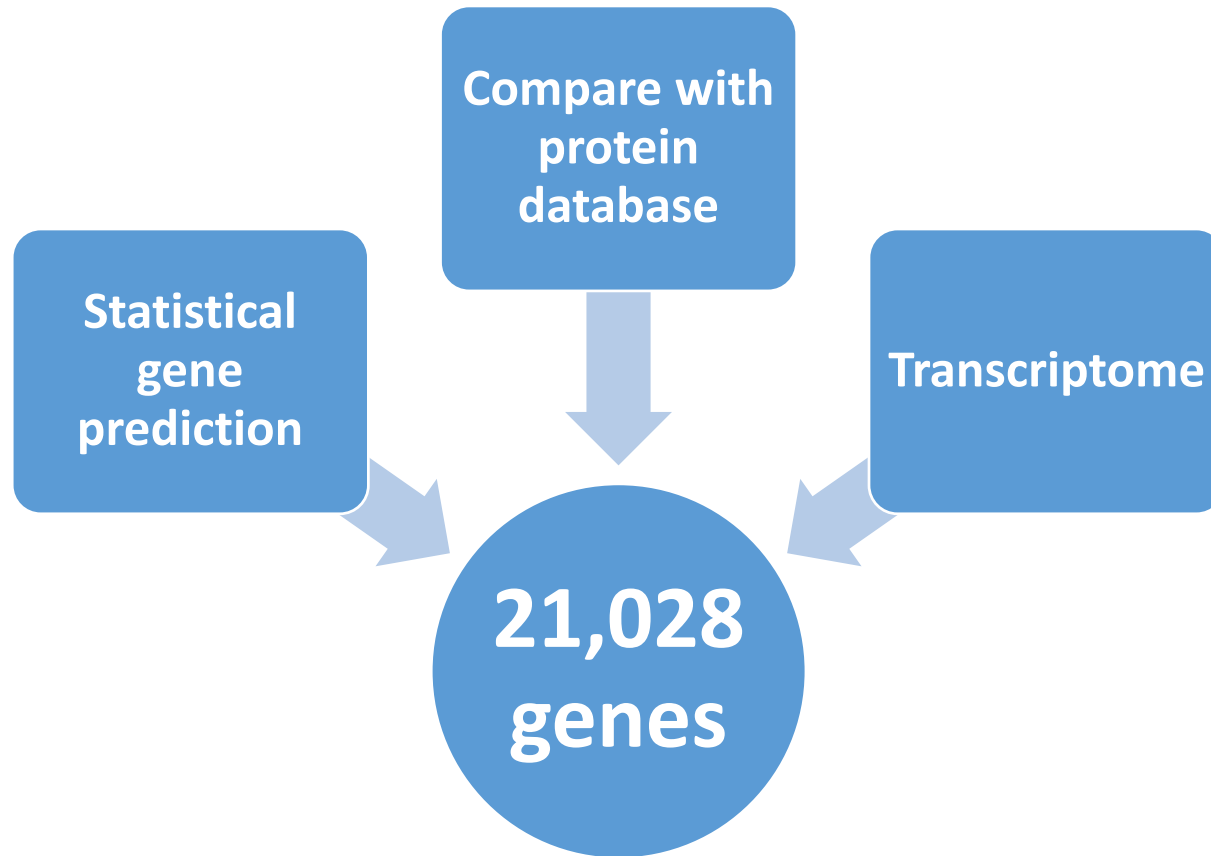 Compare with
protein
database
Statistical
gene
prediction
Transcriptome
21,028
genes